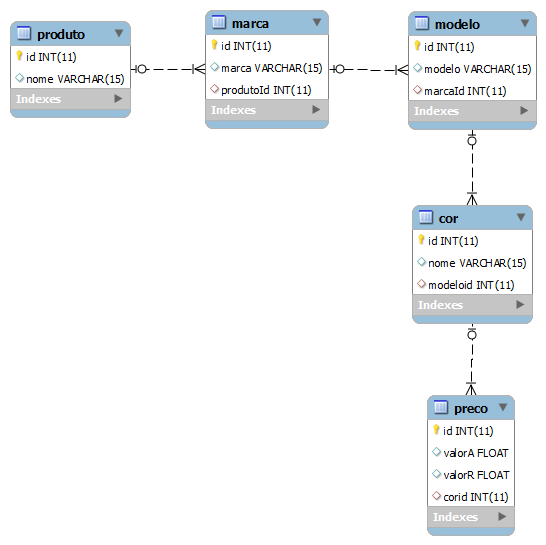 produto
id INT(11)
nome VARCHAR(15)
Indexes
marca
id INT(11)
marca VARCHAR(15)
produtoId INT(11)
Indexes
modelo
id INT(11)
modelo VARCHAR(15)
marcaId INT(11)
Indexes
cor
id INT(11)
nome VARCHAR(15)
modeloid INT(11)
Indexes
preco
id INT(11)
valorA FLOAT
valorR FLOAT
corid INT(11)
Indexes